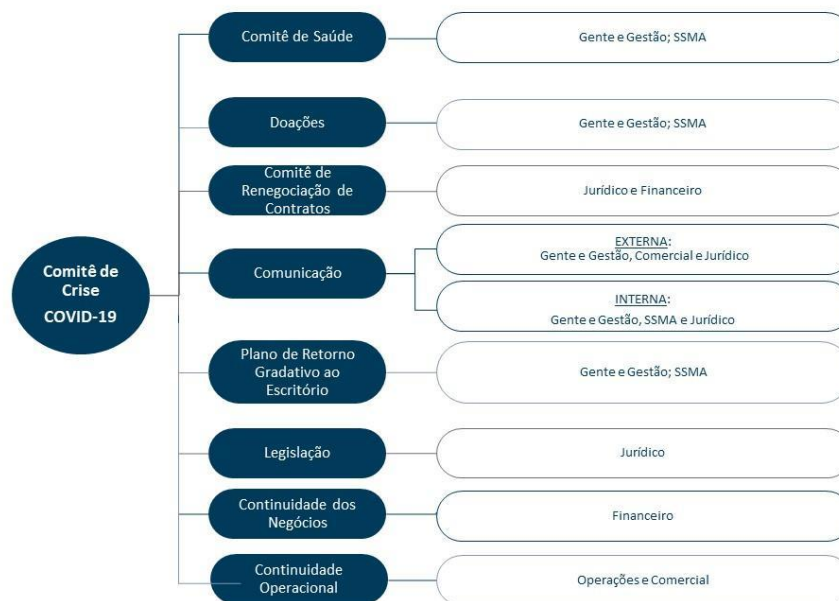 Comitê de Saúde
Gente e Gestão; SSMA
Doações
Gente e Gestão; SSMA
Comitê de
Renegociação de
Contratos
Jurídico e Financeiro
Comitê de
Crise
COVID-19
Comunicação
EXTERNA:
Gente e Gestão, Comercial e Jurídico
INTERNA:
Gente e Gestão, SSMA e Jurídico
Plano de Retorno
Gradativo ao
Escritório
Gente e Gestão; SSMA
Legislação
Jurídico
Continuidade dos
Negócios
Financeiro
Continuidade
Operacional
Operações e Comercial